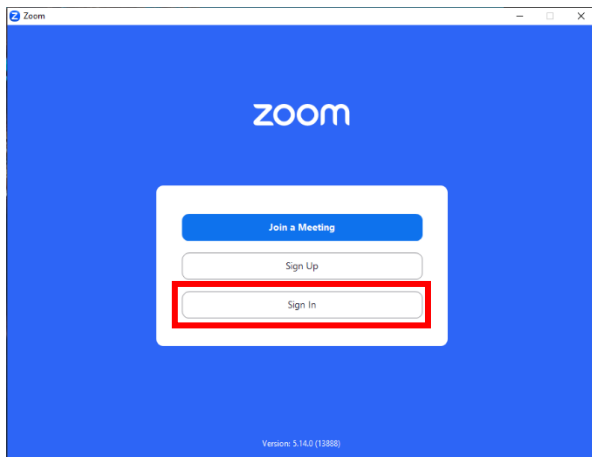 Zoom
zoom
Join a Meeting
Sign Up
Sign In
Version: 5.14.0 (13888)